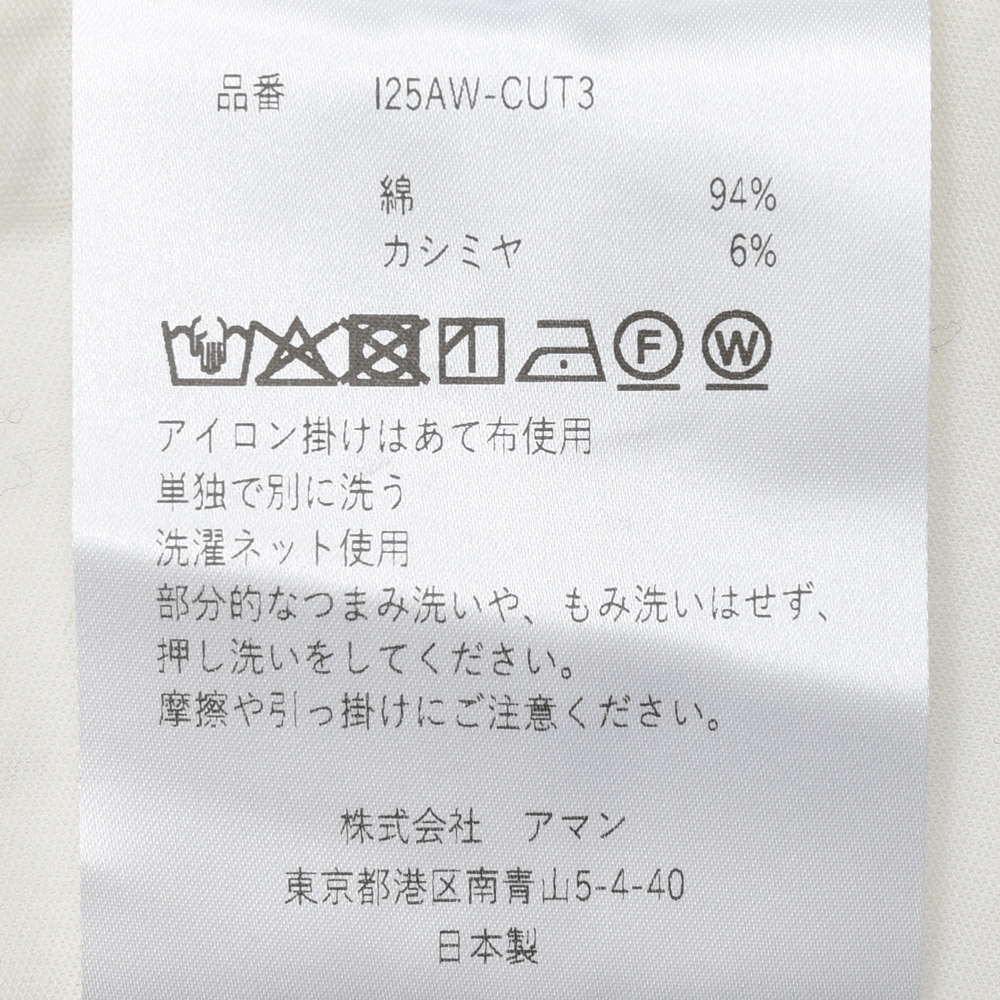 品番 I25AW-CUT3
綿 94%
カシミヤ 6%
F W
アイロン掛けはあて布使用
単独で別に洗う
洗濯ネット使用
部分的なつまみ洗いや、もみ洗いはせず、
押し洗いをしてください。
摩擦や引っ掛けにご注意ください。
株式会社 アマン
東京都港区南青山5-4-40
日本製